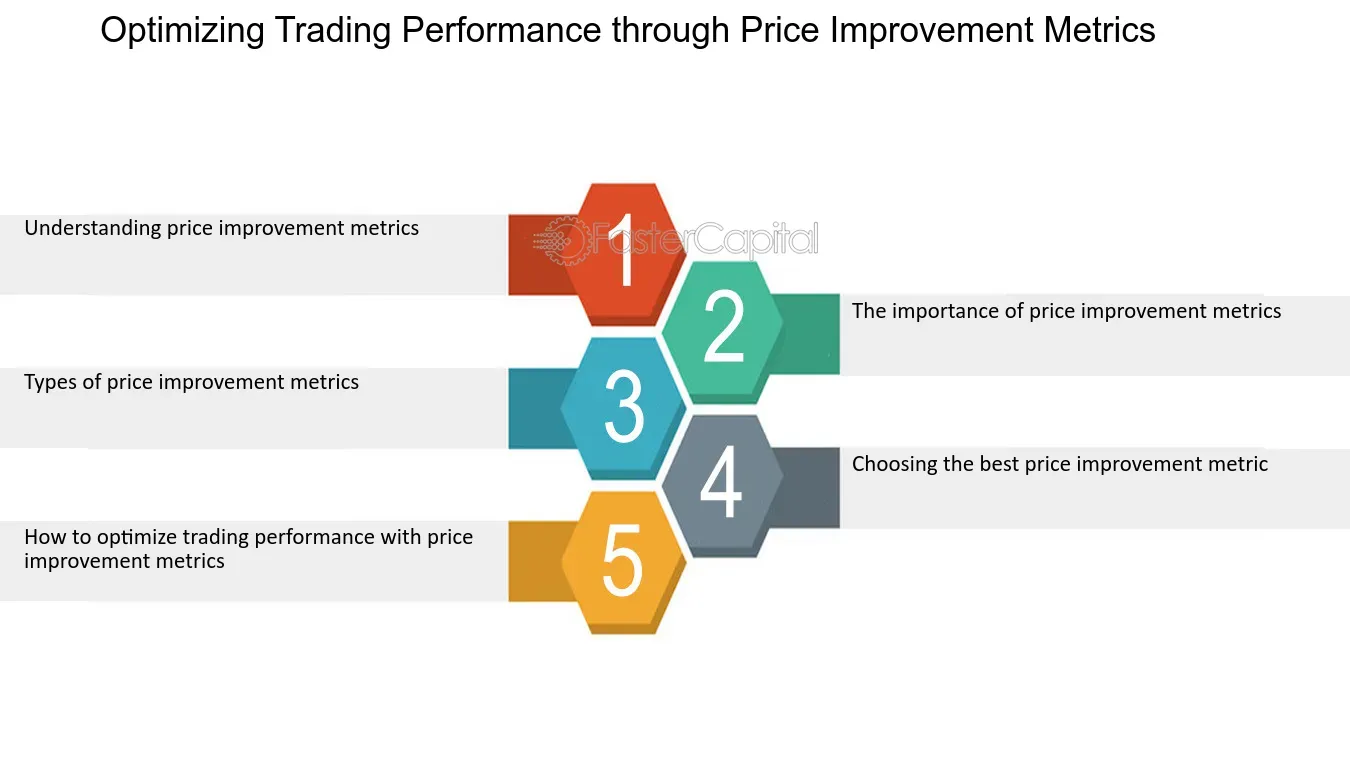 Optimizing Trading Performance through Price Improvement Metrics
1
FasterCapital
Understanding price improvement metrics
2
The importance of price improvement metrics
3
Types of price improvement metrics
4
Choosing the best price improvement metric
5
How to optimize trading performance with price
improvement metrics